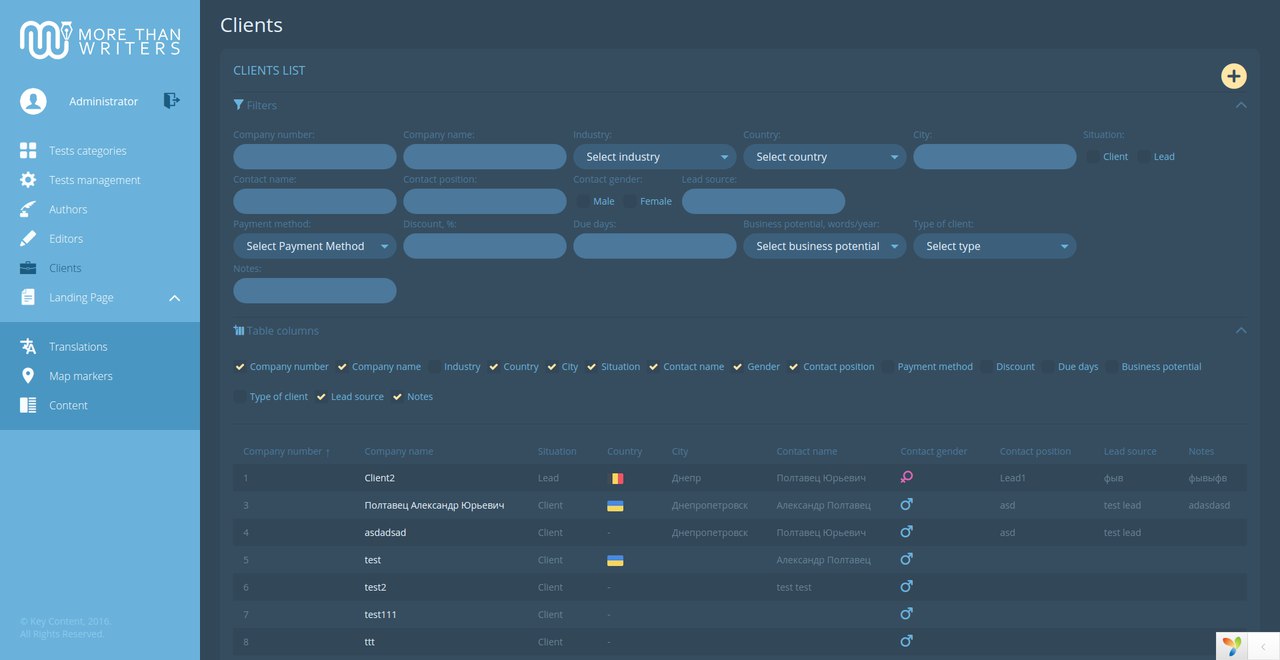 MORE THAN
WRITERS
Administrator
Tests categories
Tests management
Authors
Editors
Clients
Landing Page
Translations
Map markers
Content
© Key Content, 2016.
All Rights Reserved.
Clients
CLIENTS LIST
Filters
Company number: Company name: Industry: Country: City: Situation:
Select industry Select country Client Lead
Contact name: Contact position: Contact gender: Lead source:
Male Female
Payment method: Discount, %: Due days: Business potential, words/year: Type of client:
Select Payment Method Select business potential Select type
Notes:
Table columns
Company number Company name Industry Country City Situation Contact name Gender Contact position Payment method Discount Due days Business potential
Type of client Lead source Notes
Company number ↑ Company name Situation Country City Contact name Contact gender Contact position Lead source Notes
1 Client2 Lead Днепр Полтавец Юрьевич Lead1 фыв фывыфв
3 Полтавец Александр Юрьевич Client Днепропетровск Александр Полтавец asd test lead adasdasd
4 asdadsad Client - Днепропетровск Полтавец Юрьевич asd test lead
5 test Client Александр Полтавец
6 test2 Client - test test
7 test111 Client -
8 ttt Client -